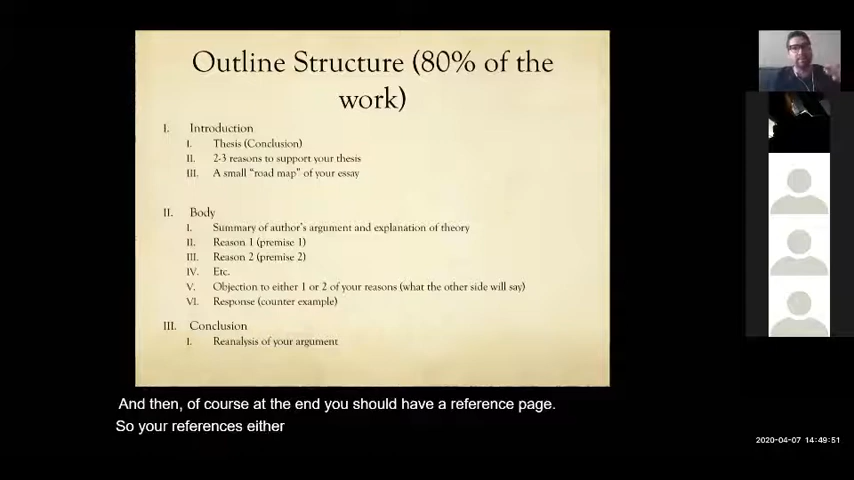 Outline Structure (80% of the
work)
I. Introduction
I. Thesis (Conclusion)
II. 2-3 reasons to support your thesis
III. A small “road map” of your essay
II. Body
I. Summary of author's argument and explanation of theory
II. Reason 1 (premise 1)
III. Reason 2 (premise 2)
IV. Etc.
V. Objection to either 1 or 2 of your reasons (what the other side will say)
VI. Response (counter example)
III. Conclusion
I. Reanalysis of your argument
And then, of course at the end you should have a reference page.
So your references either
2020-04-07 14:49:51